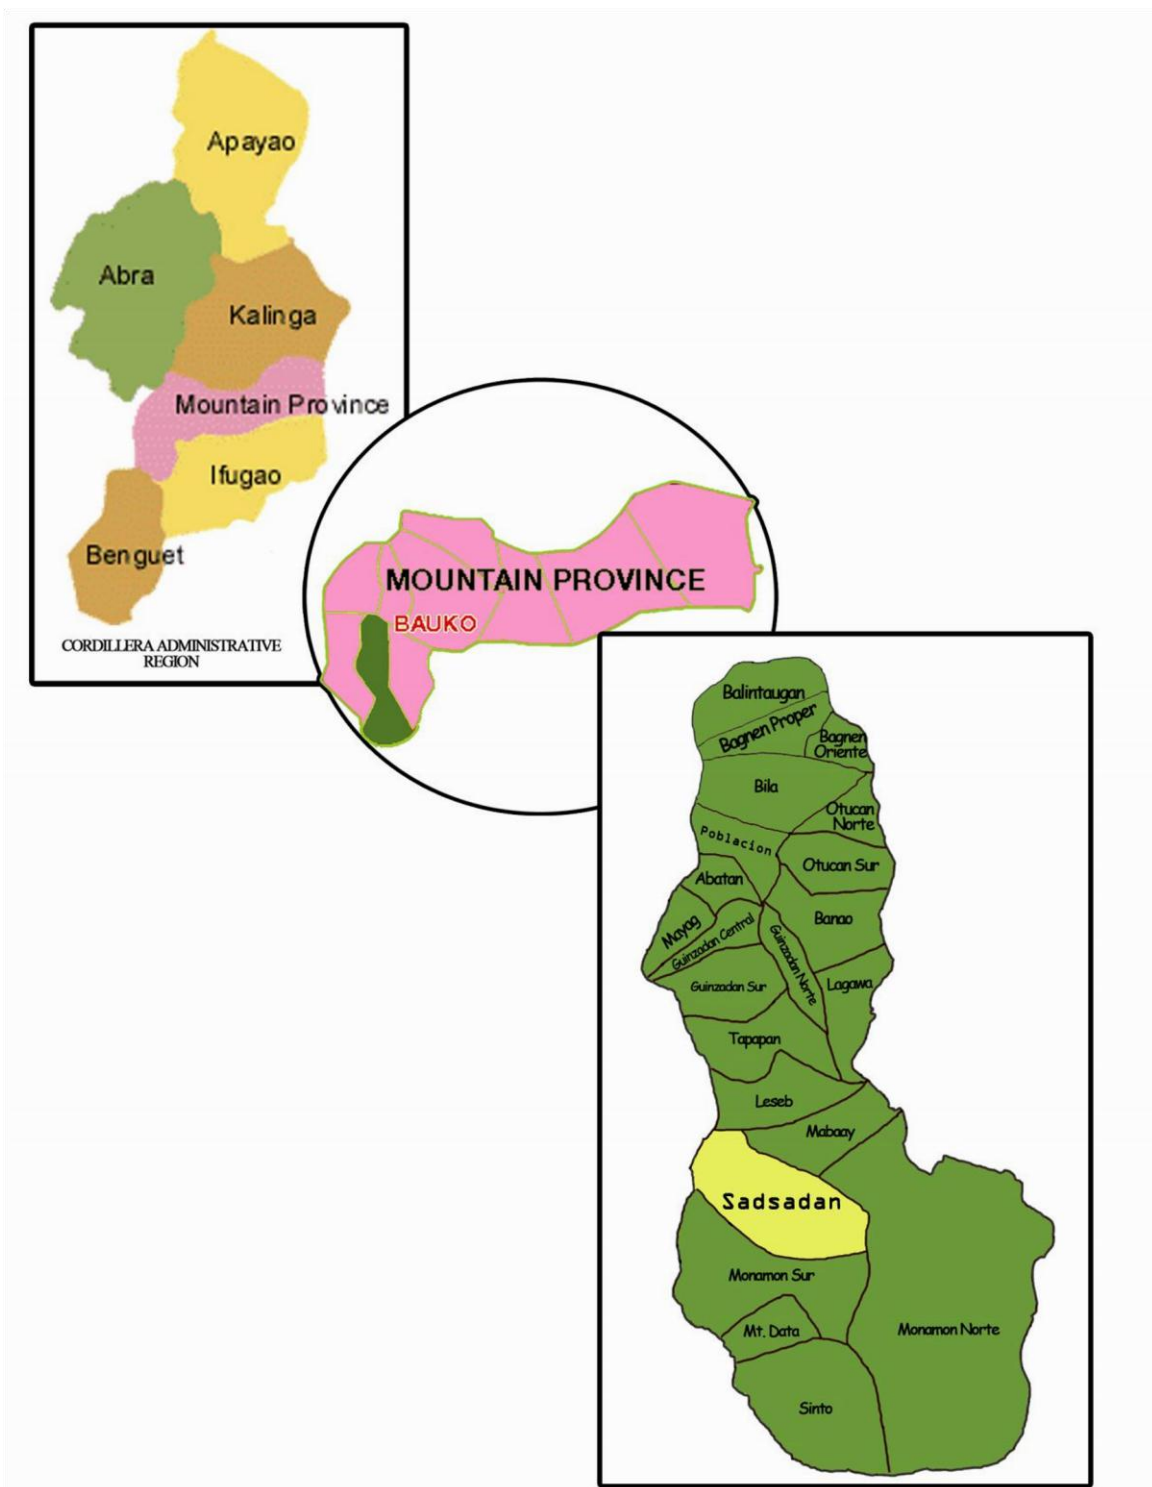 Apayao
Abra
Kalinga
Mountain Province
Ifugao
Benguet
CORDILLERA ADMINISTRATIVE
REGION
MOUNTAIN PROVINCE
BAUKO
Balintaugan
Bagnen Proper
Bagnen
Oriente
Bila
Otucan
Norte
Poblacion
Otucan Sur
Abatan
Banao
Mayag
Guinzadan Central
Guinzadan Norte
Guinzadan Sur
Lagawa
Tapapan
Leseb
Mabaay
Sadsadan
Monamon Sur
Mt. Data
Monamon Norte
Sinto